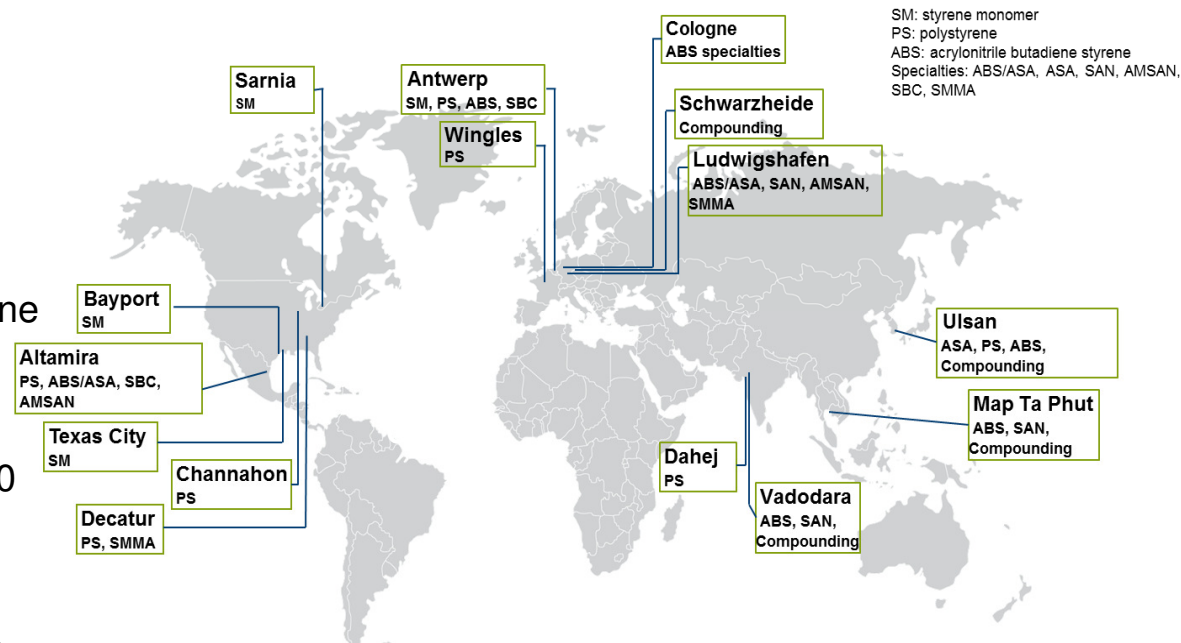 SM: styrene monomer
PS: polystyrene
ABS: acrylonitrile butadiene styrene
Specialties: ABS/ASA, ASA, SAN, AMSAN,
SBC, SMMA
Cologne
ABS specialties
Sarnia
SM
Antwerp
SM, PS, ABS, SBC
Schwarzheide
Compounding
Wingles
PS
Ludwigshafen
ABS/ASA, SAN, AMSAN,
SMMA
ne
Bayport
SM
Altamira
PS, ABS/ASA, SBC,
AMSAN
Ulsan
ASA, PS, ABS,
Compounding
Map Ta Phut
ABS, SAN,
Compounding
Texas City
SM
0
Channahon
PS
Decatur
PS, SMMA
Dahej
PS
Vadodara
ABS, SAN,
Compounding